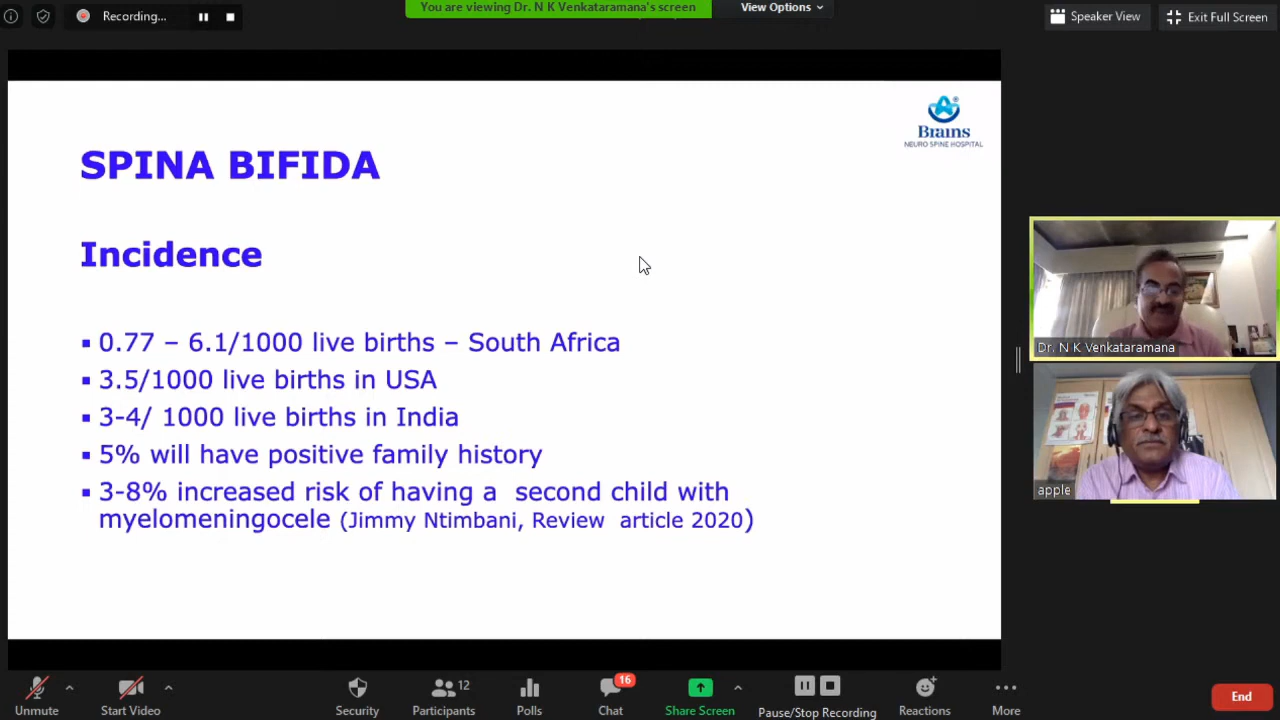 Recording...
You are viewing Dr. N K Venkataramana's screen
View Options
Speaker View
Exit Full Screen
Brains
NEURO SPINE HOSPITAL
SPINA BIFIDA
Incidence
▪ 0.77 – 6.1/1000 live births – South Africa
▪ 3.5/1000 live births in USA
▪ 3-4/ 1000 live births in India
▪ 5% will have positive family history
▪ 3-8% increased risk of having a  second child with
myelomeningocele (Jimmy Ntimbani, Review  article 2020)
Dr. N K Venkataramana
apple
Unmute
Start Video
Security
12
Participants
Polls
16
Chat
Share Screen
Pause/Stop Recording
Reactions
More
End